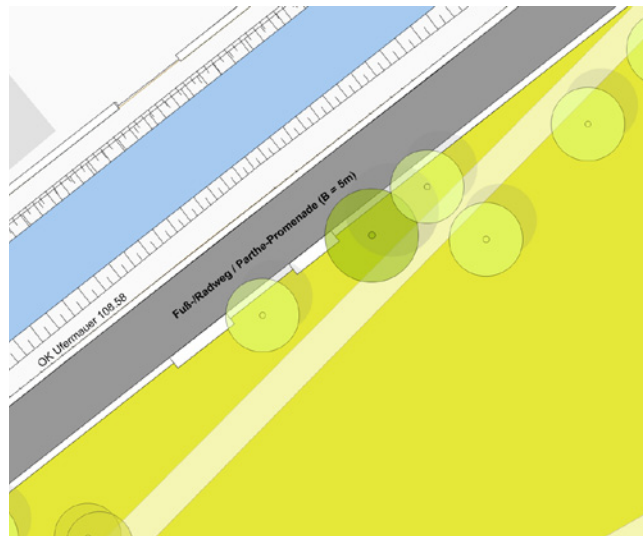 Fuß-/Radweg / Parthe-Promenade (B = 5m)
OK Ufermauer 108.58